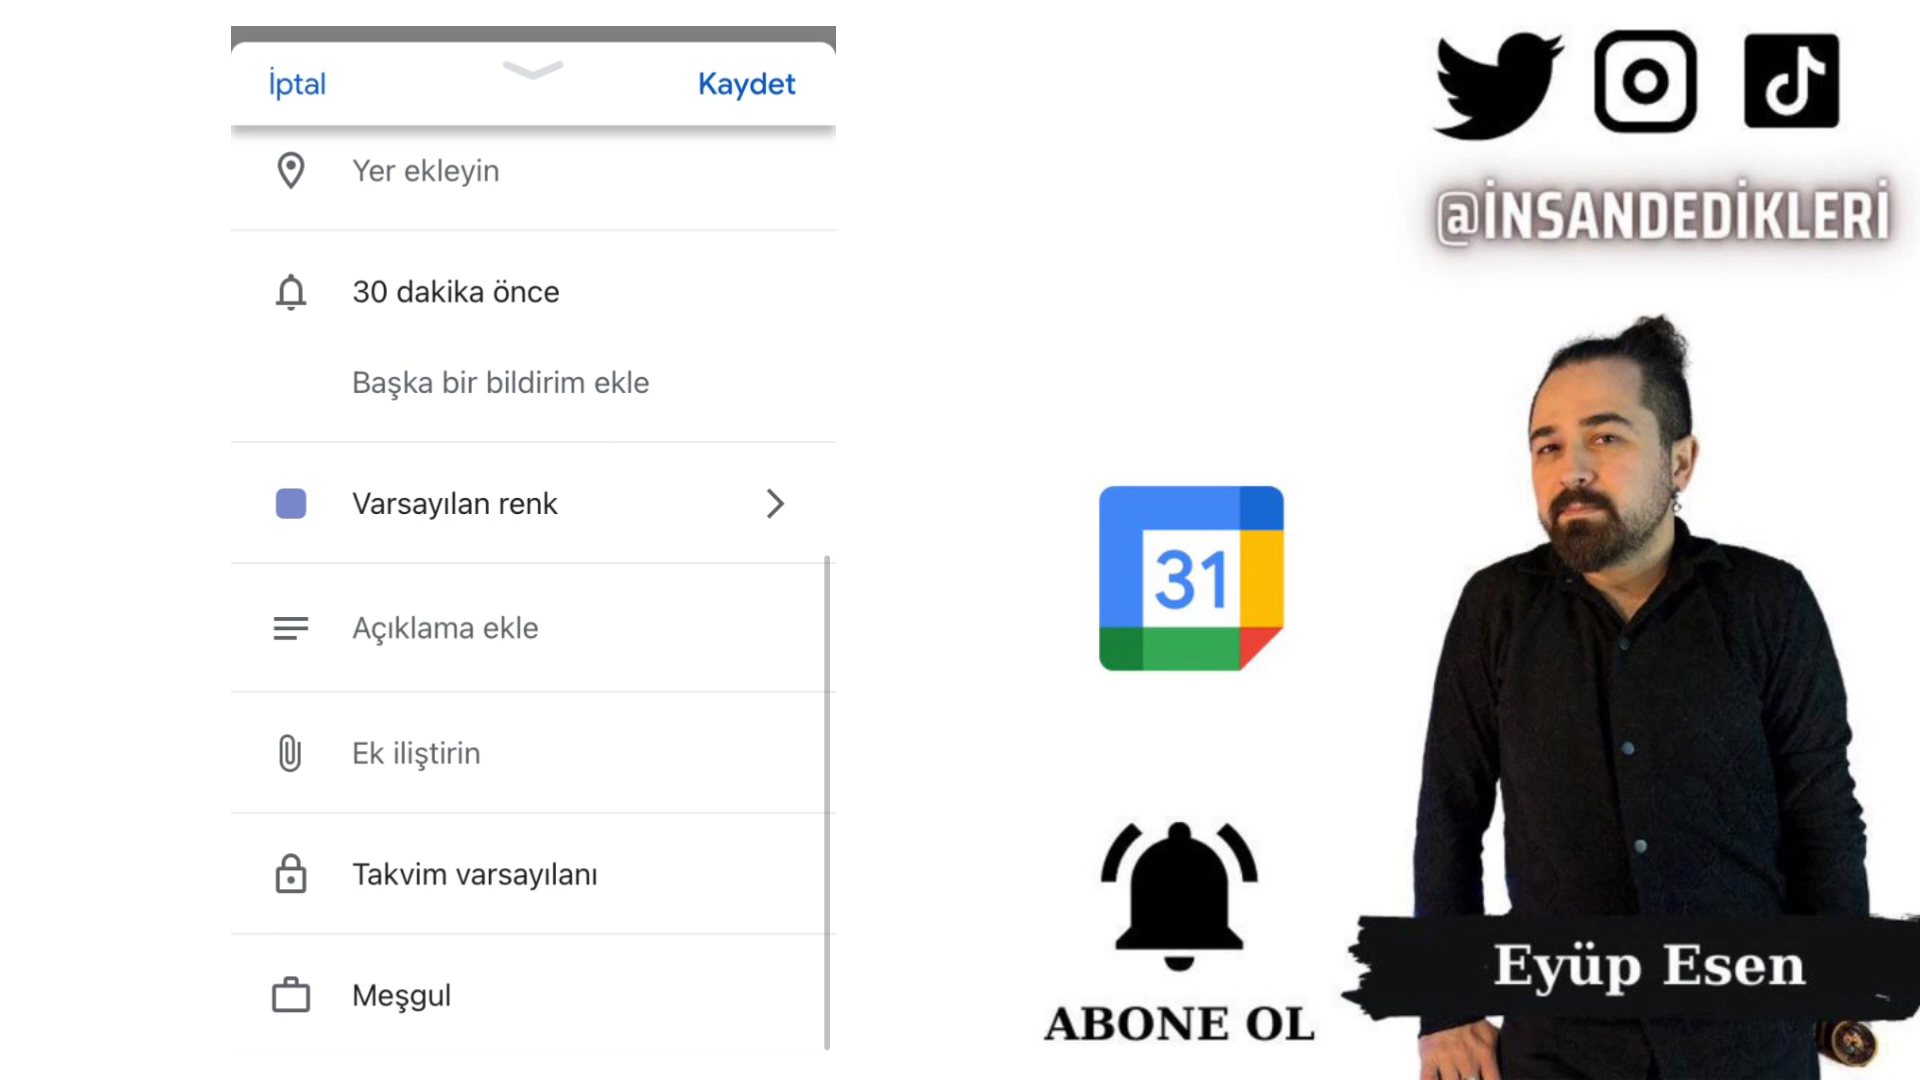 İptal
Kaydet
Yer ekleyin
30 dakika önce
Başka bir bildirim ekle
Varsayılan renk
Açıklama ekle
Ek iliştirin
Takvim varsayılanı
Meşgul
31
ABONE OL
@İNSANDEDİKLERİ
Eyüp Esen